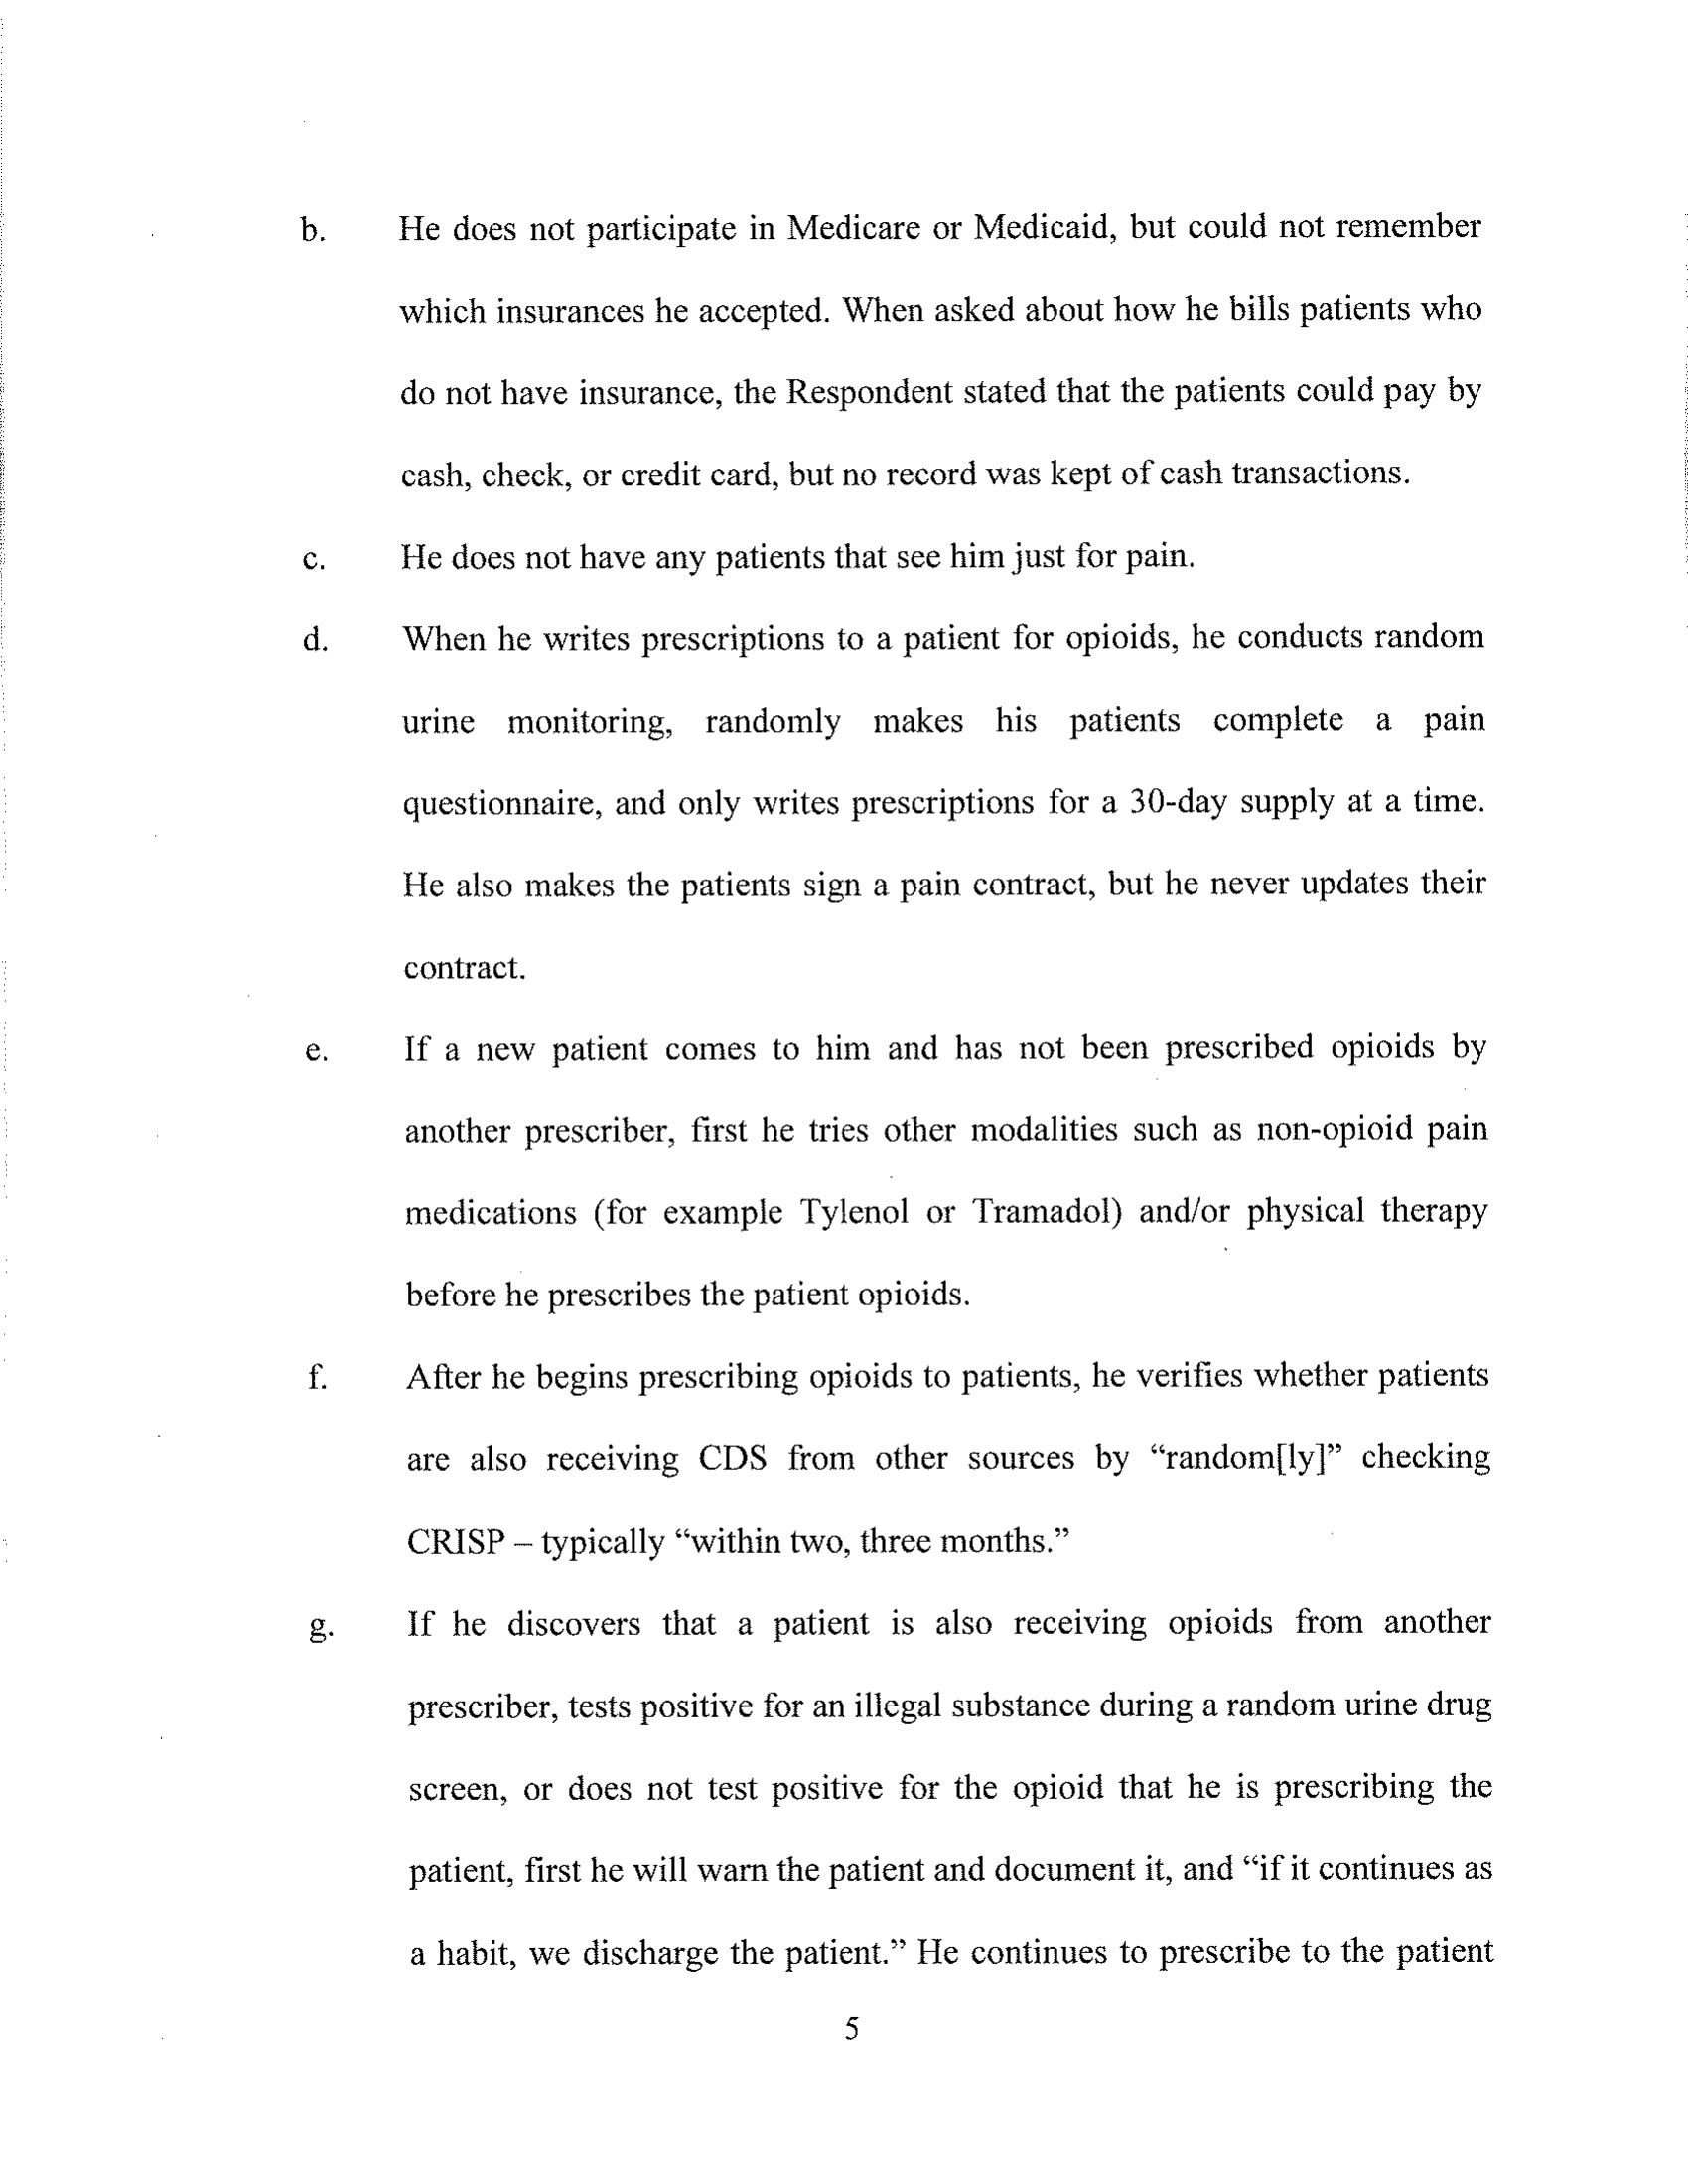 b. He does not participate in Medicare or Medicaid, but could not remember
which insurances he accepted. When asked about how he bills patients who
do not have insurance, the Respondent stated that the patients could pay by
cash, check, or credit card, but no record was kept of cash transactions.
c. He does not have any patients that see him just for pain.
d. When he writes prescriptions to a patient for opioids, he conducts random
urine monitoring, randomly makes his patients complete a pain
questionnaire, and only writes prescriptions for a 30-day supply at a time.
He also makes the patients sign a pain contract, but he never updates their
contract.
e. If a new patient comes to him and has not been prescribed opioids by
another prescriber, first he tries other modalities such as non-opioid pain
medications (for example Tylenol or Tramadol) and/or physical therapy
before he prescribes the patient opioids.
f. After he begins prescribing opioids to patients, he verifies whether patients
are also receiving CDS from other sources by “random[ly]” checking
CRISP – typically “within two, three months.”
g. If he discovers that a patient is also receiving opioids from another
prescriber, tests positive for an illegal substance during a random urine drug
screen, or does not test positive for the opioid that he is prescribing the
patient, first he will warn the patient and document it, and “if it continues as
a habit, we discharge the patient.” He continues to prescribe to the patient
5